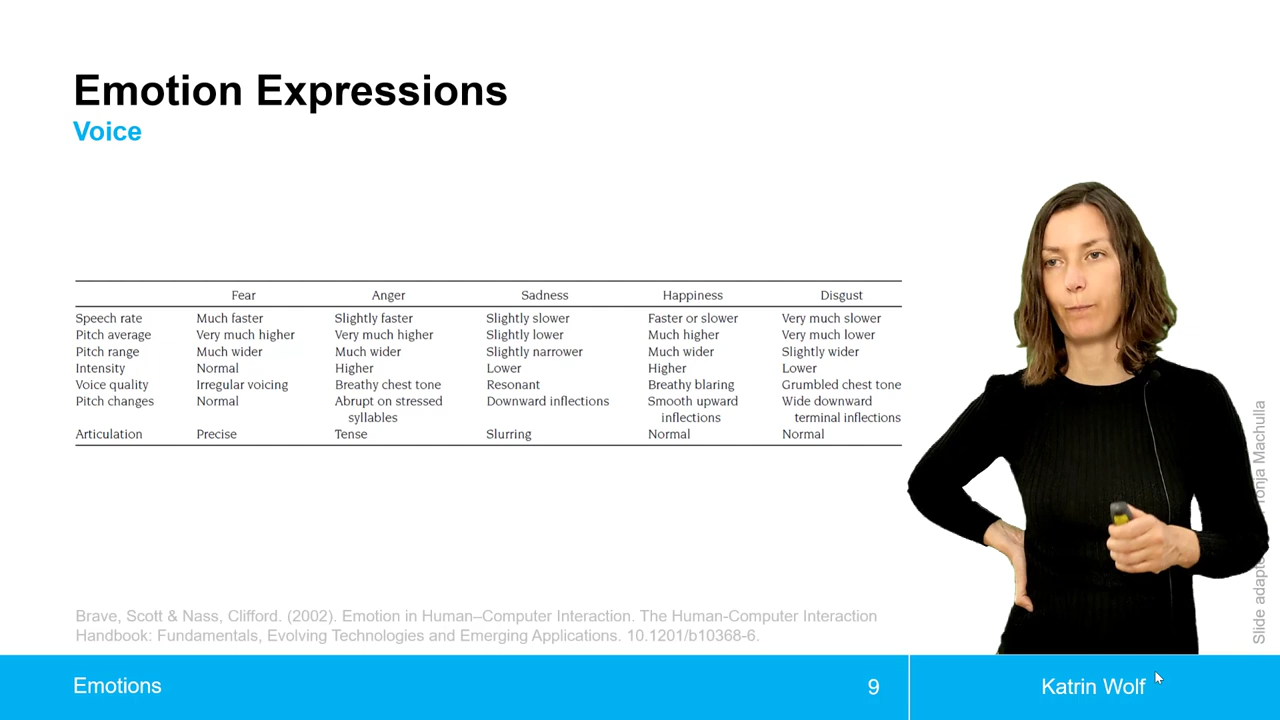 Emotion Expressions
Voice
Fear Anger Sadness Happiness Disgust
Speech rate Much faster Slightly faster Slightly slower Faster or slower Very much slower
Pitch average Very much higher Very much higher Slightly lower Much higher Very much lower
Pitch range Much wider Much wider Slightly narrower Much wider Slightly wider
Intensity Normal Higher Lower Higher Lower
Voice quality Irregular voicing Breathy chest tone Resonant Breathy blaring Grumbled chest tone
Pitch changes Normal Abrupt on stressed Downward inflections Smooth upward Wide downward
syllables inflections terminal inflections
Articulation Precise Tense Slurring Normal Normal
Brave, Scott & Nass, Clifford. (2002). Emotion in Human–Computer Interaction. The Human-Computer Interaction
Handbook: Fundamentals, Evolving Technologies and Emerging Applications. 10.1201/b10368-6.
Slide Machulla
Emotions 9 Katrin Wolf